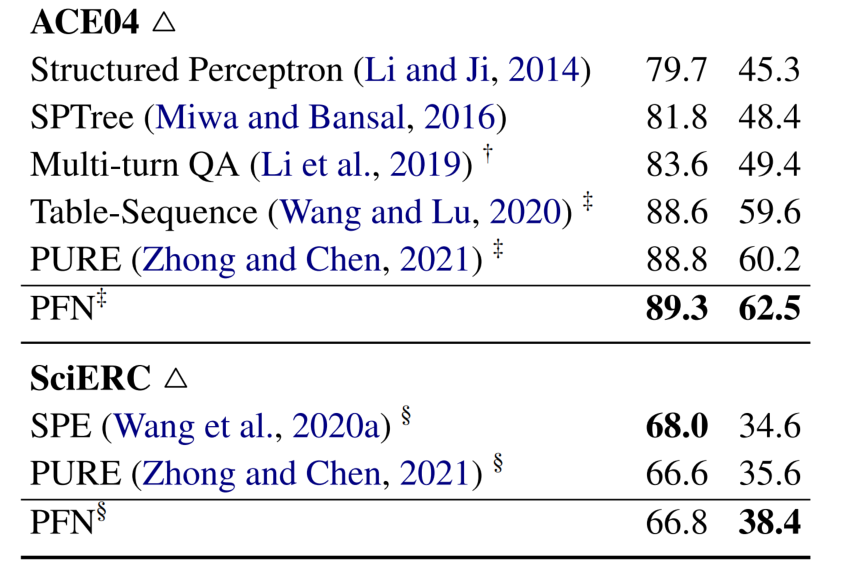 ACE04 △
Structured Perceptron (Li and Ji, 2014) 79.7 45.3
SPTree (Miwa and Bansal, 2016) 81.8 48.4
Multi-turn QA (Li et al., 2019) † 83.6 49.4
Table-Sequence (Wang and Lu, 2020) ‡ 88.6 59.6
PURE (Zhong and Chen, 2021) ‡ 88.8 60.2
PFN‡ 89.3 62.5
SciERC △
SPE (Wang et al., 2020a) § 68.0 34.6
PURE (Zhong and Chen, 2021) § 66.6 35.6
PFN§ 66.8 38.4